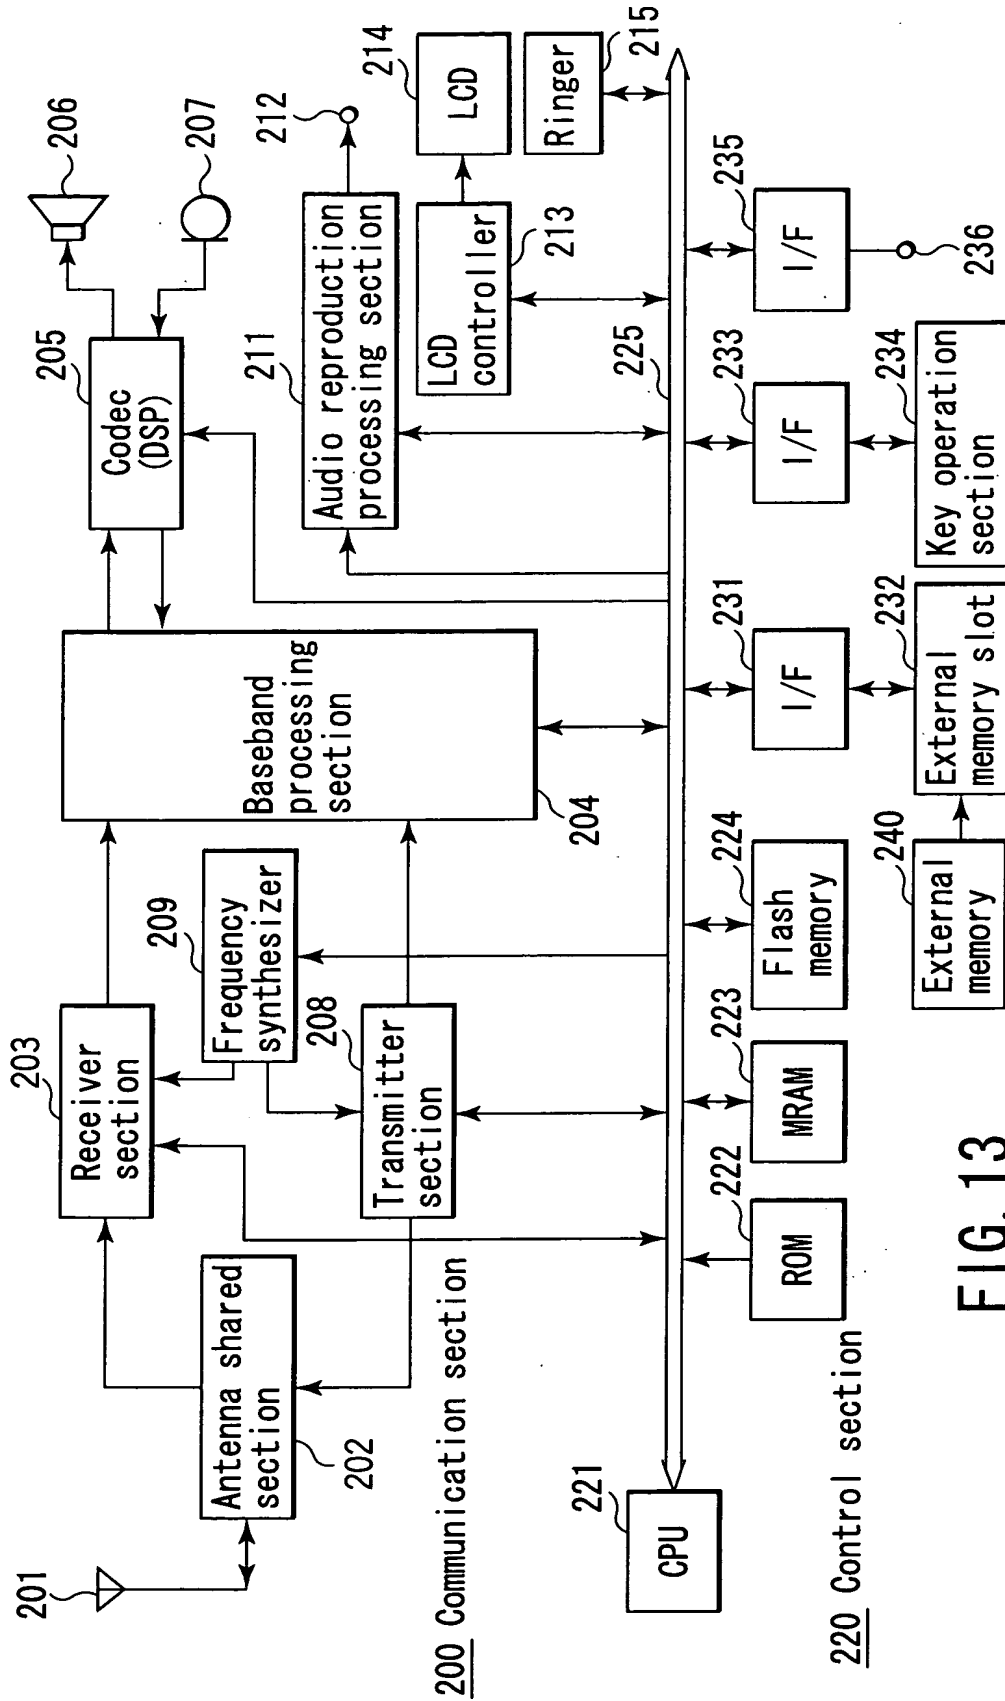 206
207
205
Codec
(DSP)
212
214
LCD
Ringer
215
211
Audio reproduction
processing section
LCD
controller
213
Baseband
processing
section
204
203
Receiver
section
209
Frequency
synthesizer
208
Transmitter
section
201
Antenna shared
section
202
200 Communication section
225
221
CPU
222
ROM
223
MRAM
224
Flash
memory
231
I/F
233
I/F
235
I/F
236
240
External
memory
232
External
memory slot
234
Key operation
section
220 Control section
FIG. 13